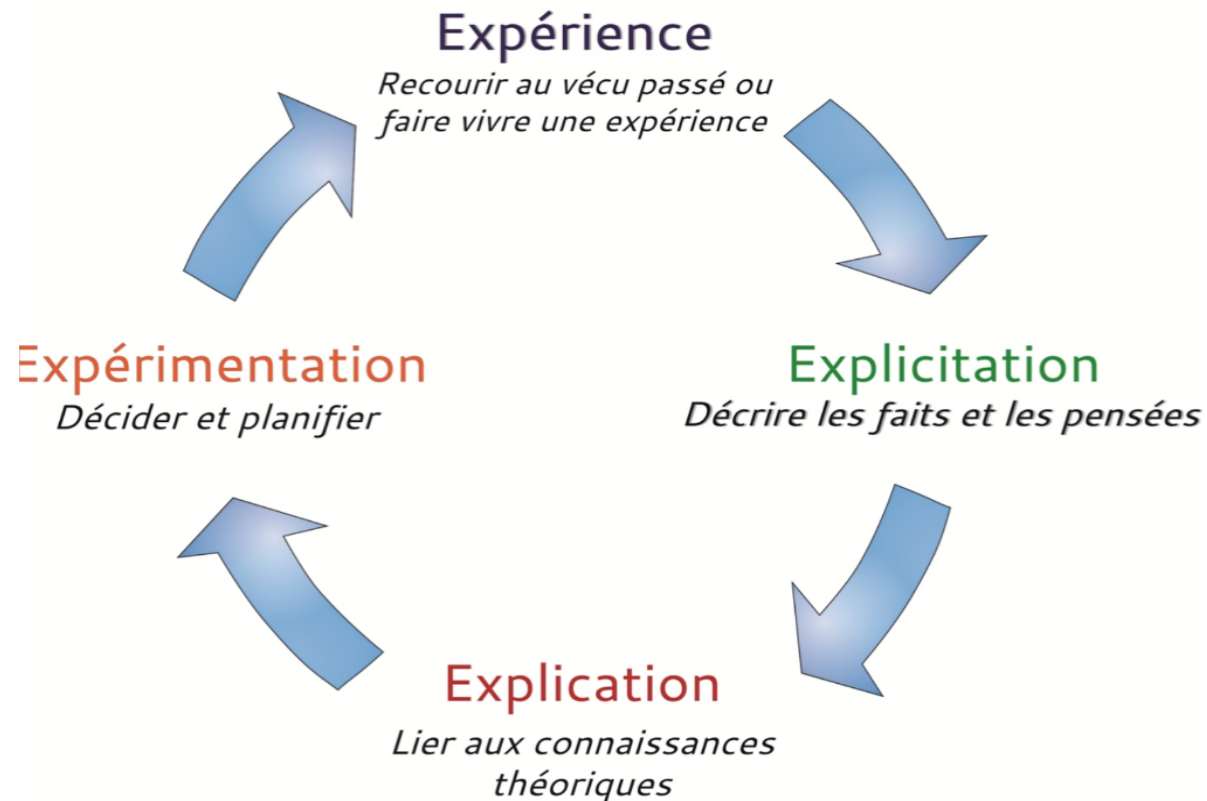 Expérience
Recourir au vécu passé ou
faire vivre une expérience
Expérimentation
Décider et planifier
Explicitation
Décrire les faits et les pensées
Explication
Lier aux connaissances
théoriques